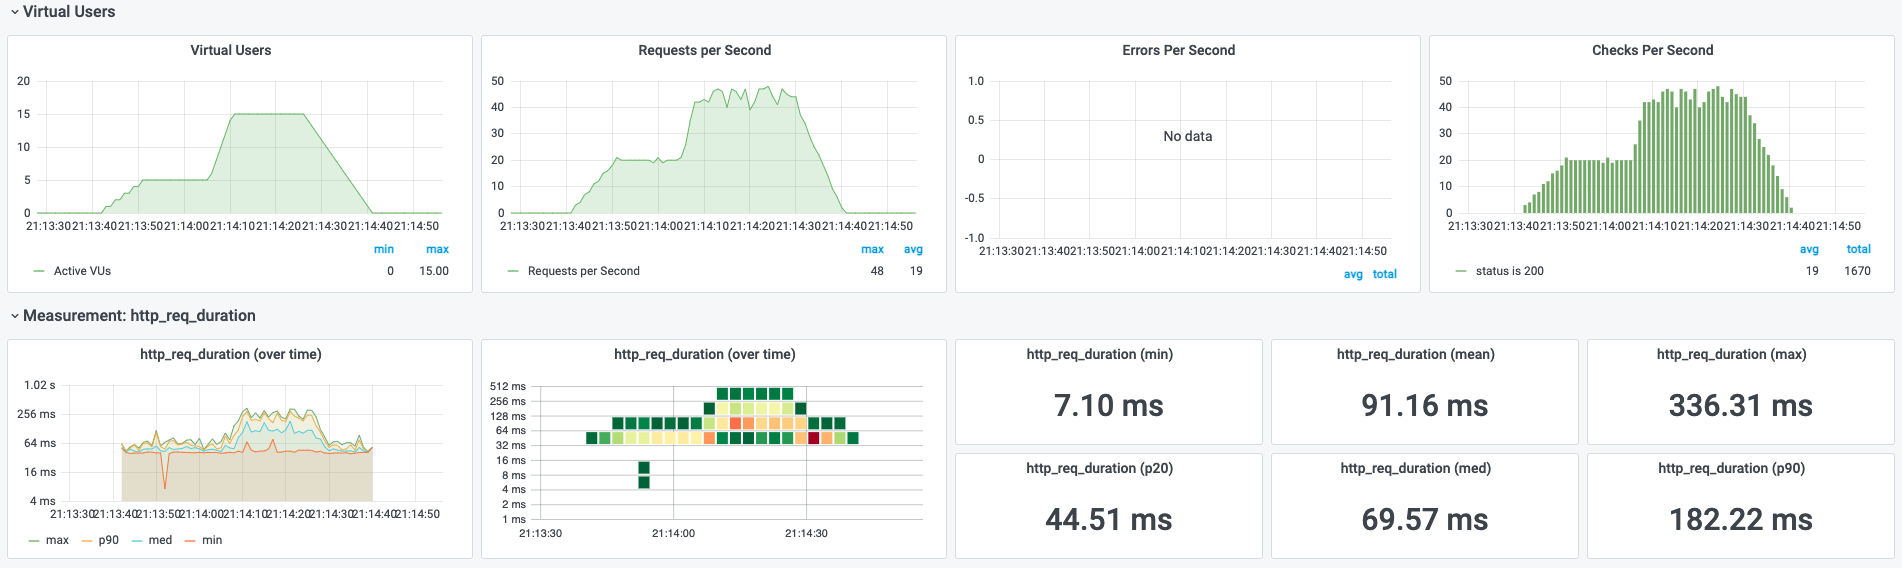 Virtual Users
Virtual Users
20
15
10
5
0
21:13:30 21:13:40 21:13:50 21:14:00 21:14:10 21:14:20 21:14:30 21:14:40 21:14:50
min max
Active VUs 0 15.00
Requests per Second
50
40
30
20
10
0
21:13:30 21:13:40 21:13:50 21:14:00 21:14:10 21:14:20 21:14:30 21:14:40 21:14:50
max avg
Requests per Second 48 19
Errors Per Second
1.0
0.5
0
-0.5
-1.0
No data
21:13:30 21:13:40 21:13:50 21:14:00 21:14:10 21:14:20 21:14:30 21:14:40 21:14:50
avg total
Checks Per Second
50
40
30
20
10
0
21:13:30 21:13:40 21:13:50 21:14:00 21:14:10 21:14:20 21:14:30 21:14:40 21:14:50
avg total
status is 200 19 1670
Measurement: http_req_duration
http_req_duration (over time)
1.02 s
256 ms
64 ms
16 ms
4 ms
21:13:30 21:13:40 21:13:50 21:14:00 21:14:10 21:14:20 21:14:30 21:14:40 21:14:50
max p90 med min
http_req_duration (over time)
512 ms
256 ms
128 ms
64 ms
32 ms
16 ms
8 ms
4 ms
2 ms
1 ms
21:13:30 21:14:00 21:14:30
http_req_duration (min)
7.10 ms
http_req_duration (mean)
91.16 ms
http_req_duration (max)
336.31 ms
http_req_duration (p20)
44.51 ms
http_req_duration (med)
69.57 ms
http_req_duration (p90)
182.22 ms